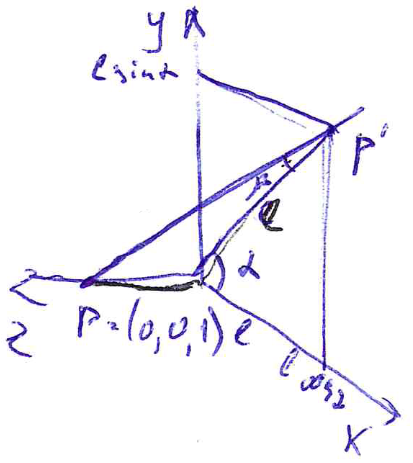 y
ℓ sin α
P'
β
ℓ
α
z
P = (0, 0, 1) ℓ
ℓ cos α
x